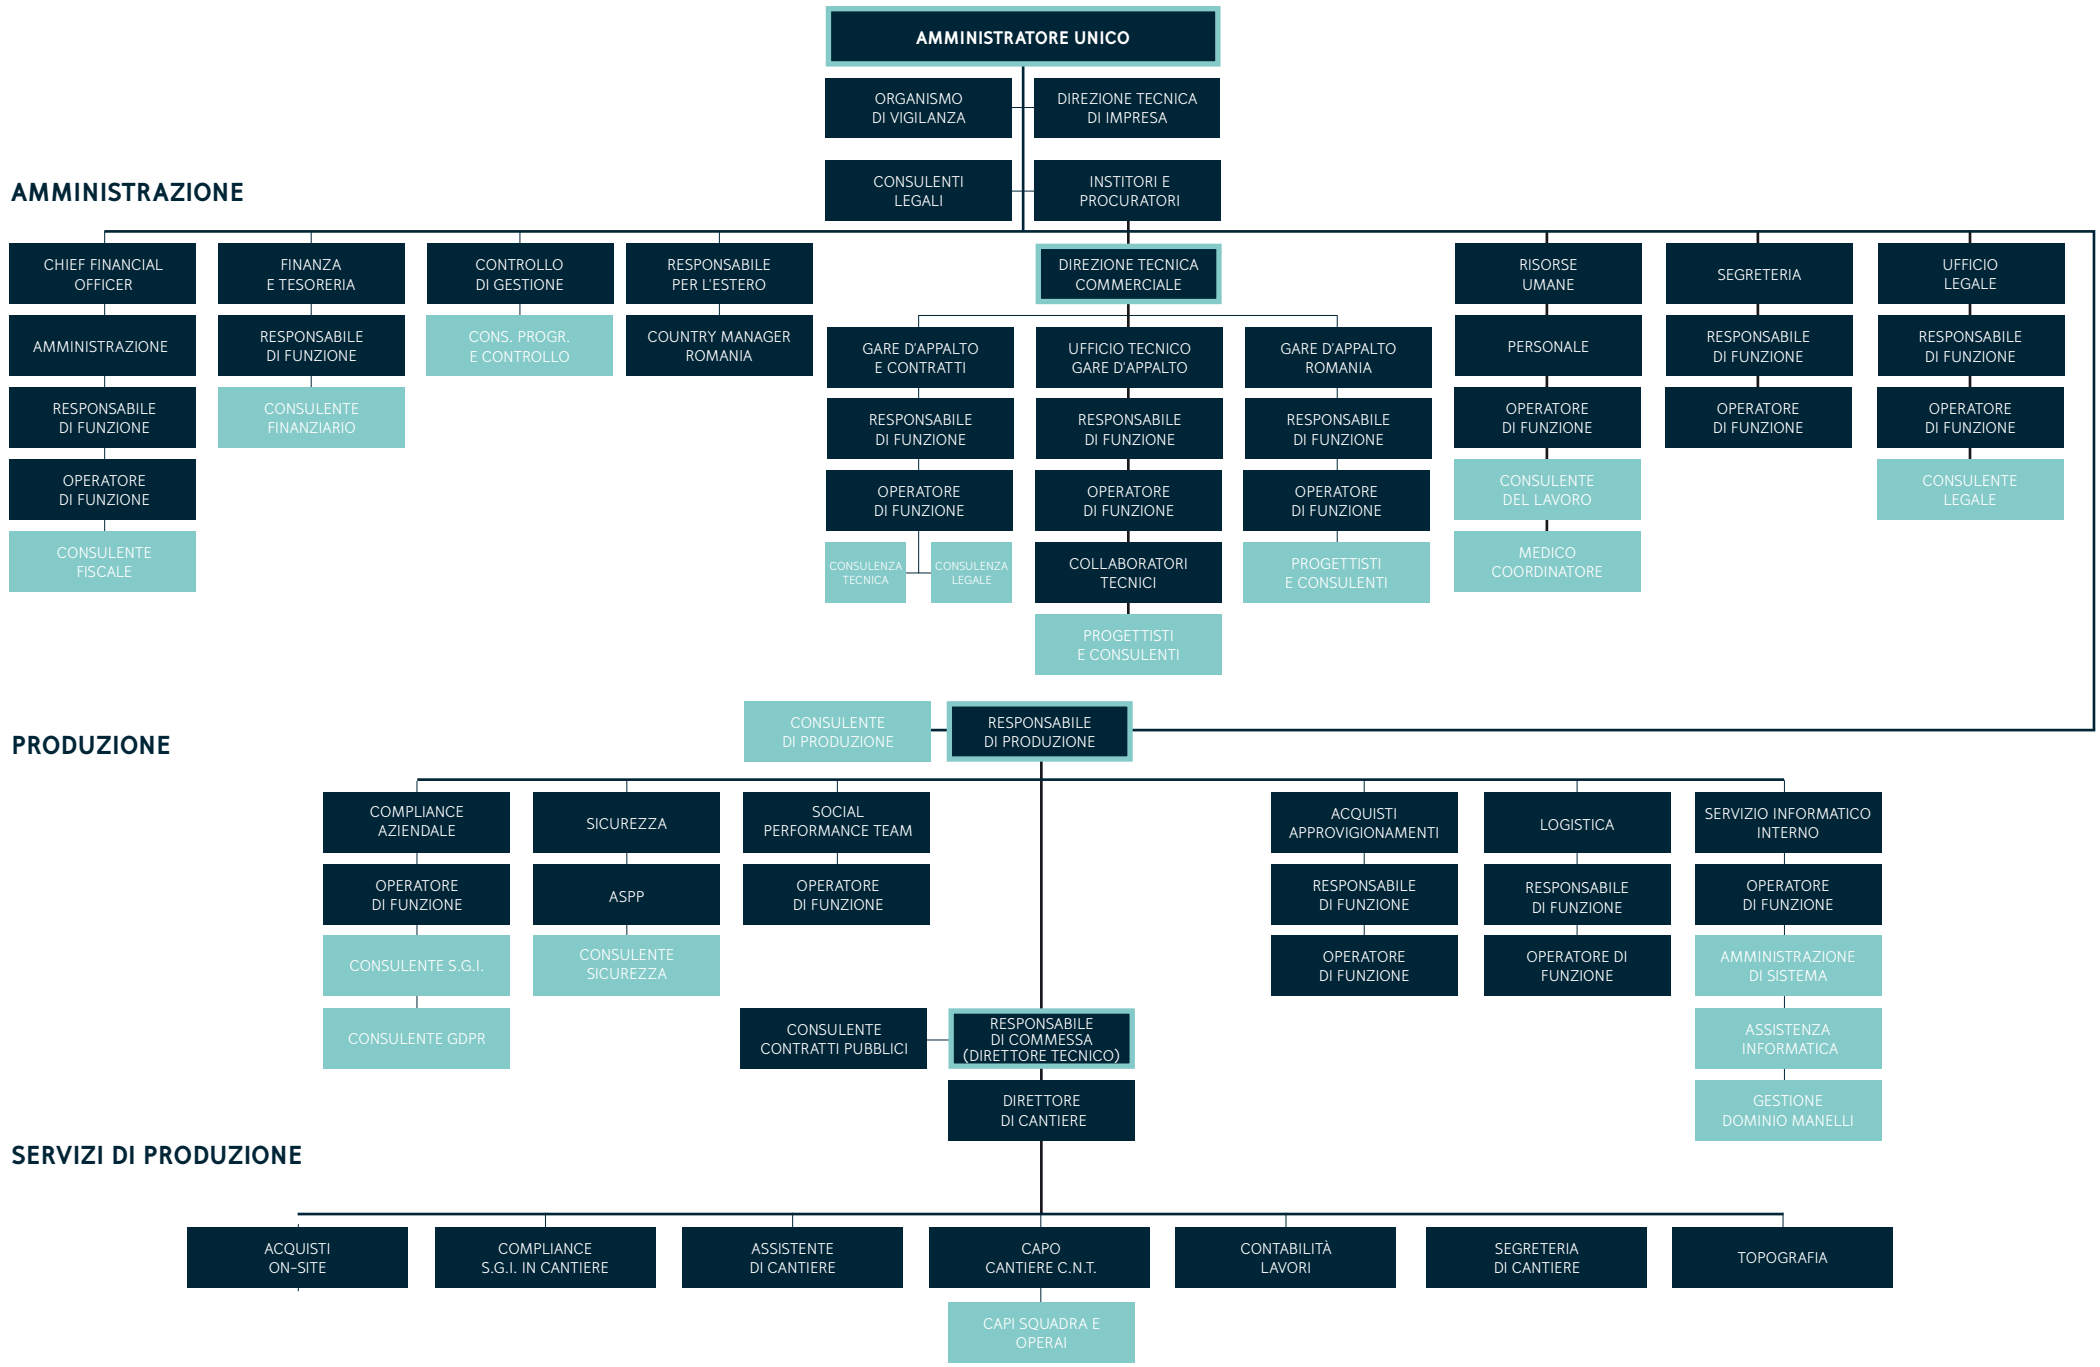 AMMINISTRATORE UNICO
ORGANISMO
DI VIGILANZA
DIREZIONE TECNICA
DI IMPRESA
CONSULENTI
LEGALI
INSTITORI E
PROCURATORI
AMMINISTRAZIONE
CHIEF FINANCIAL
OFFICER
AMMINISTRAZIONE
RESPONSABILE
DI FUNZIONE
OPERATORE
DI FUNZIONE
CONSULENTE
FISCALE
FINANZA
E TESORERIA
RESPONSABILE
DI FUNZIONE
CONSULENTE
FINANZIARIO
CONTROLLO
DI GESTIONE
CONS. PROGR.
E CONTROLLO
RESPONSABILE
PER L'ESTERO
COUNTRY MANAGER
ROMANIA
DIREZIONE TECNICA
COMMERCIALE
GARE D'APPALTO
E CONTRATTI
RESPONSABILE
DI FUNZIONE
OPERATORE
DI FUNZIONE
CONSULENZA
TECNICA
CONSULENZA
LEGALE
UFFICIO TECNICO
GARE D'APPALTO
RESPONSABILE
DI FUNZIONE
OPERATORE
DI FUNZIONE
COLLABORATORI
TECNICI
PROGETTISTI
E CONSULENTI
GARE D'APPALTO
ROMANIA
RESPONSABILE
DI FUNZIONE
OPERATORE
DI FUNZIONE
PROGETTISTI
E CONSULENTI
RISORSE
UMANE
PERSONALE
OPERATORE
DI FUNZIONE
CONSULENTE
DEL LAVORO
MEDICO
COORDINATORE
SEGRETERIA
RESPONSABILE
DI FUNZIONE
OPERATORE
DI FUNZIONE
UFFICIO
LEGALE
RESPONSABILE
DI FUNZIONE
OPERATORE
DI FUNZIONE
CONSULENTE
LEGALE
PRODUZIONE
CONSULENTE
DI PRODUZIONE
RESPONSABILE
DI PRODUZIONE
COMPLIANCE
AZIENDALE
OPERATORE
DI FUNZIONE
CONSULENTE S.G.I.
CONSULENTE GDPR
SICUREZZA
ASPP
CONSULENTE
SICUREZZA
SOCIAL
PERFORMANCE TEAM
OPERATORE
DI FUNZIONE
ACQUISTI
APPROVIGIONAMENTI
RESPONSABILE
DI FUNZIONE
OPERATORE
DI FUNZIONE
LOGISTICA
RESPONSABILE
DI FUNZIONE
OPERATORE DI
FUNZIONE
SERVIZIO INFORMATICO
INTERNO
OPERATORE
DI FUNZIONE
AMMINISTRAZIONE
DI SISTEMA
ASSISTENZA
INFORMATICA
GESTIONE
DOMINIO MANELLI
CONSULENTE
CONTRATTI PUBBLICI
RESPONSABILE
DI COMMESSA
(DIRETTORE TECNICO)
DIRETTORE
DI CANTIERE
SERVIZI DI PRODUZIONE
ACQUISTI
ON-SITE
COMPLIANCE
S.G.I. IN CANTIERE
ASSISTENTE
DI CANTIERE
CAPO
CANTIERE C.N.T.
CONTABILITÀ
LAVORI
SEGRETERIA
DI CANTIERE
TOPOGRAFIA
CAPI SQUADRA E
OPERAI